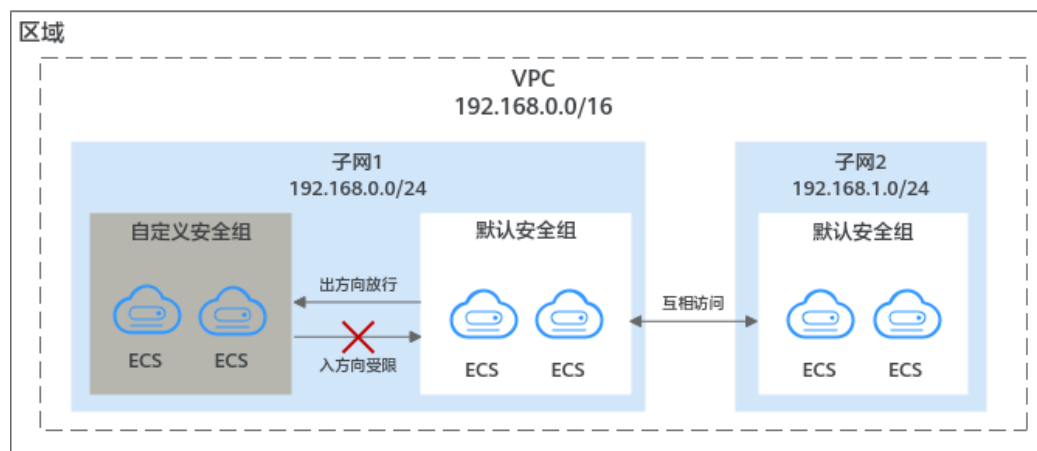 区域
VPC
192.168.0.0/16
子网1
192.168.0.0/24
自定义安全组
ECS
ECS
出方向放行
入方向受限
默认安全组
ECS
ECS
互相访问
子网2
192.168.1.0/24
默认安全组
ECS
ECS